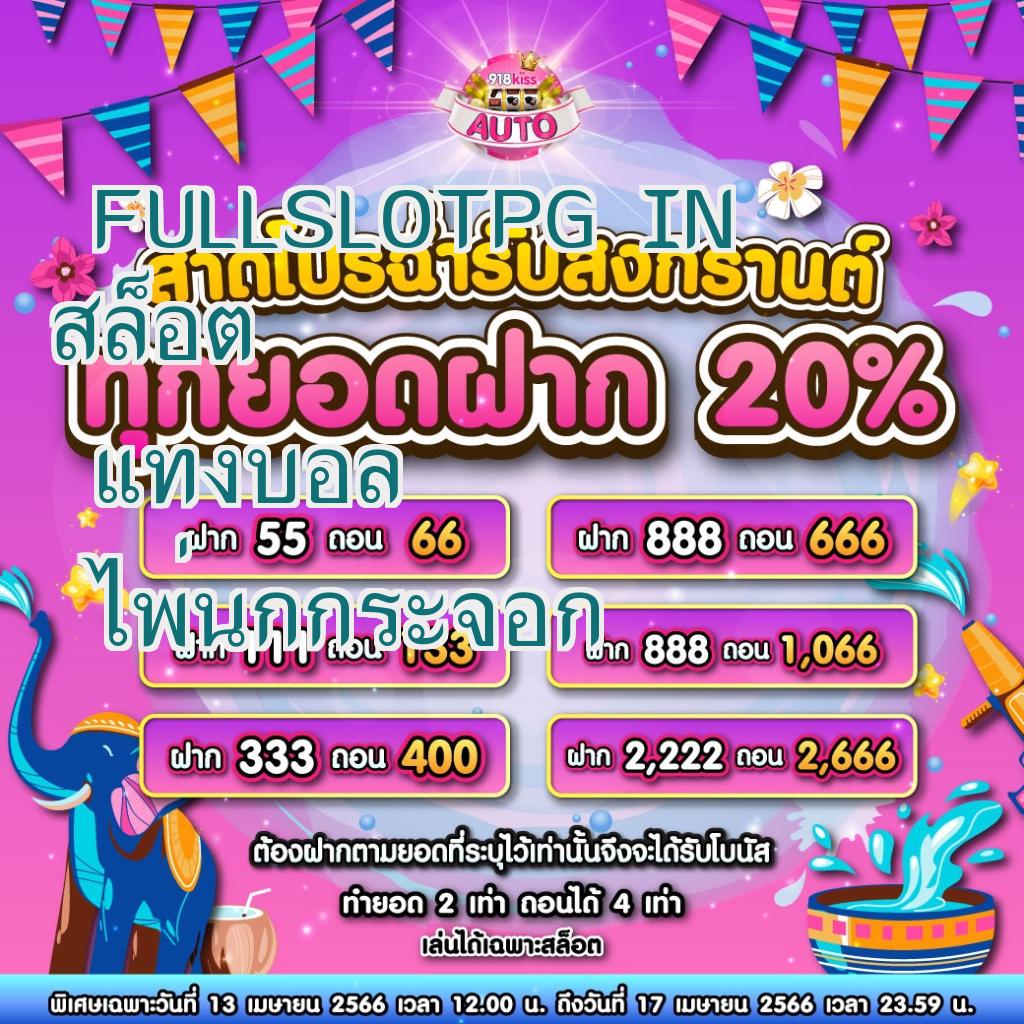 918kiss
AUTO
FULLSLOTPG IN
สาดโปรฉ่ำรับสงกรานต์
สล็อต
ทุกยอดฝาก 20%
แท่งบอล
ฝาก 55 ถอน 66
ฝาก 888 ถอน 666
ไพ่นกกระจอก
ฝาก 111 ถอน 133
ฝาก 888 ถอน 1,066
ฝาก 333 ถอน 400
ฝาก 2,222 ถอน 2,666
ต้องฝากตามยอดที่ระบุไว้เท่านั้นจึงจะได้รับโบนัส
ทำยอด 2 เท่า ถอนได้ 4 เท่า
เล่นได้เฉพาะสล็อต
พิเศษเฉพาะวันที่ 13 เมษายน 2566 เวลา 12.00 น. ถึงวันที่ 17 เมษายน 2566 เวลา 23.59 น.